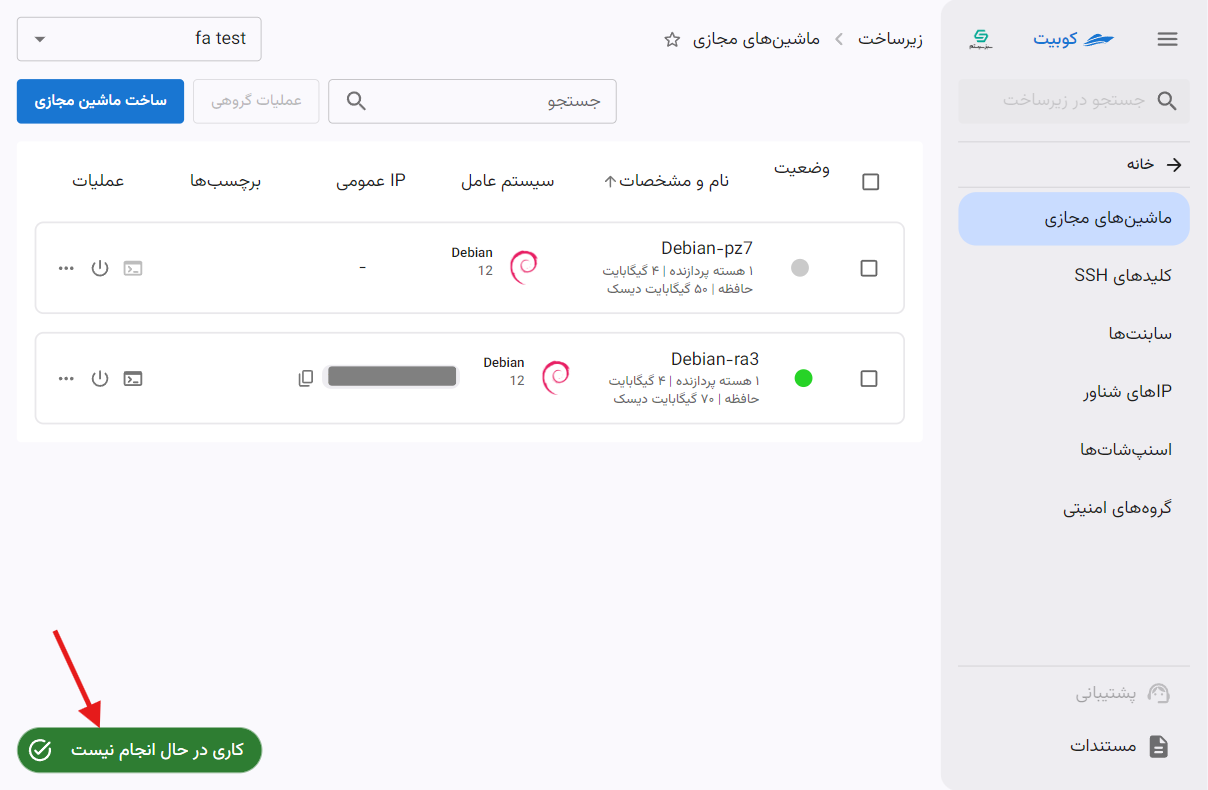 کوبیت
جستجو در زیرساخت
خانه
ماشین‌های مجازی
کلیدهای SSH
سابنت‌ها
IPهای شناور
اسنپ‌شات‌ها
گروه‌های امنیتی
پشتیبانی
مستندات
زیرساخت
ماشین‌های مجازی
fa test
جستجو
عملیات گروهی
ساخت ماشین مجازی
وضعیت
نام و مشخصات
سیستم عامل
IP عمومی
برچسب‌ها
عملیات
Debian-pz7
۱ هسته پردازنده | ۴ گیگابایت
حافظه | ۵۰ گیگابایت دیسک
Debian
12
-
Debian-ra3
۱ هسته پردازنده | ۴ گیگابایت
حافظه | ۷۰ گیگابایت دیسک
Debian
12
کاری در حال انجام نیست